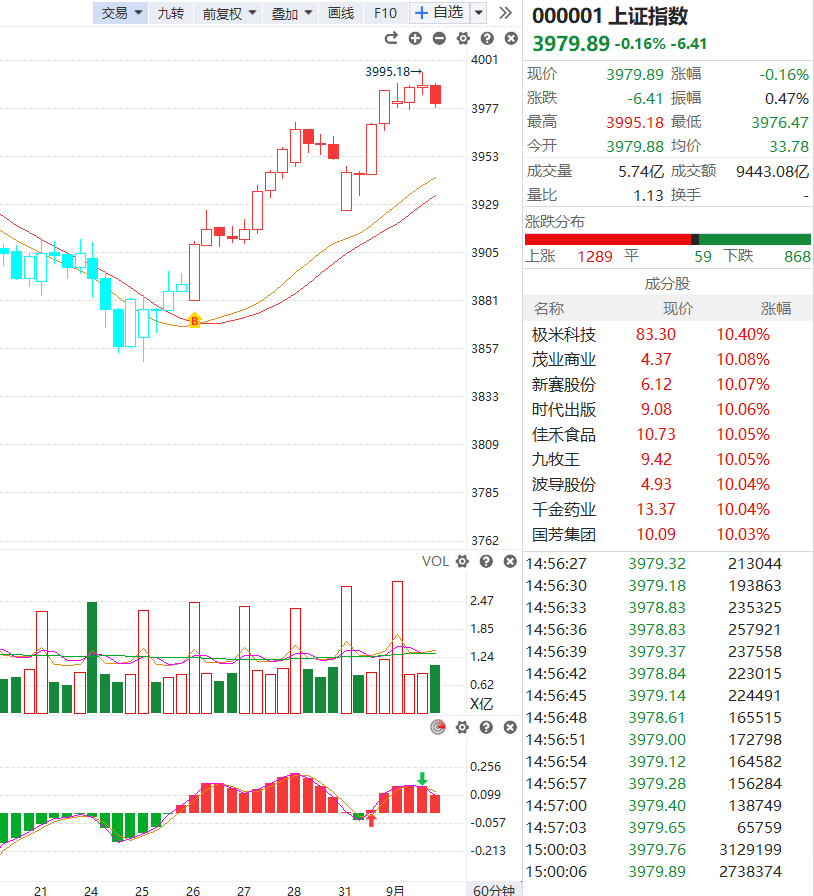 交易 九转 前复权 叠加 画线 F10 +自选
000001 上证指数
3979.89 -0.16% -6.41
现价 3979.89 涨幅 -0.16%
涨跌 -6.41 振幅 0.47%
最高 3995.18 最低 3976.47
今开 3979.88 均价 33.78
成交量 5.74亿 成交额 9443.08亿
量比 1.13 换手 -
涨跌分布
上涨 1289 平 59 下跌 868
成分股
名称 现价 涨幅
极米科技 83.30 10.40%
茂业商业 4.37 10.08%
新赛股份 6.12 10.07%
时代出版 9.08 10.06%
佳禾食品 10.73 10.05%
九牧王 9.42 10.05%
波导股份 4.93 10.04%
千金药业 13.37 10.04%
国芳集团 10.09 10.03%
14:56:27 3979.32 213044
14:56:30 3979.18 193863
14:56:33 3978.83 235325
14:56:36 3978.83 257921
14:56:39 3979.37 237558
14:56:42 3978.84 223015
14:56:45 3979.14 224491
14:56:48 3978.61 165515
14:56:51 3979.00 172798
14:56:54 3979.12 164582
14:56:57 3979.28 156284
14:57:00 3979.40 138749
14:57:03 3979.65 65759
15:00:03 3979.76 3129199
15:00:06 3979.89 2738374
3995.18→
4001
3977
3953
3929
3905
3881
3857
3833
3809
3785
3762
B
VOL
2.47
1.85
1.24
0.62
X亿
0.256
0.099
-0.057
-0.213
21 24 25 26 27 28 31 9月 60分钟